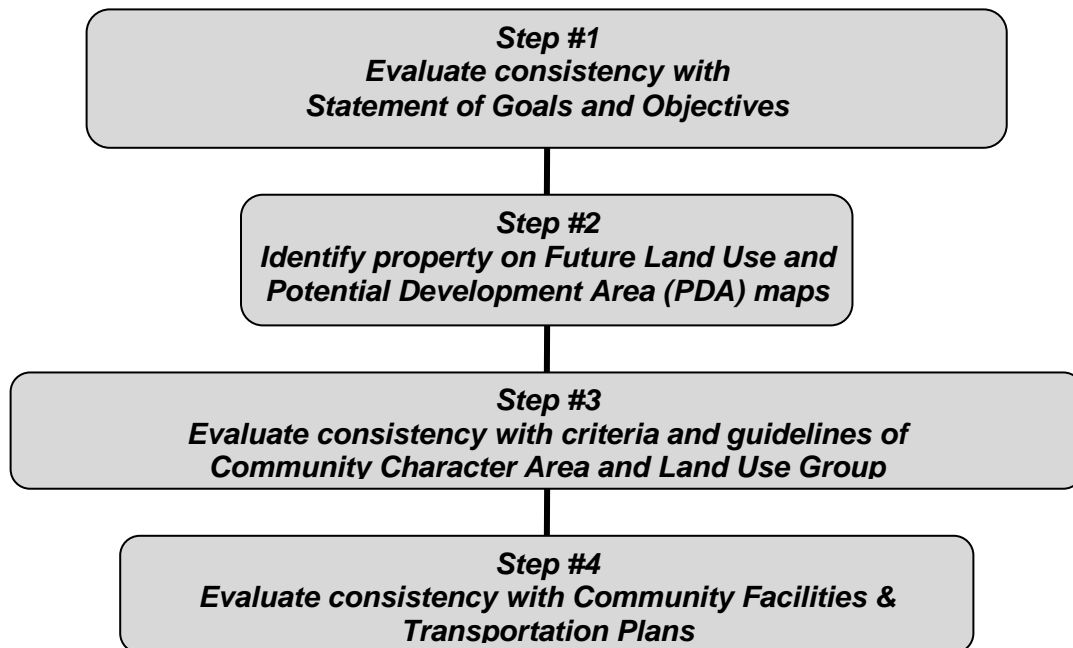 Step #1
Evaluate consistency with
Statement of Goals and Objectives
Step #2
Identify property on Future Land Use and
Potential Development Area (PDA) maps
Step #3
Evaluate consistency with criteria and guidelines of
Community Character Area and Land Use Group
Step #4
Evaluate consistency with Community Facilities &
Transportation Plans